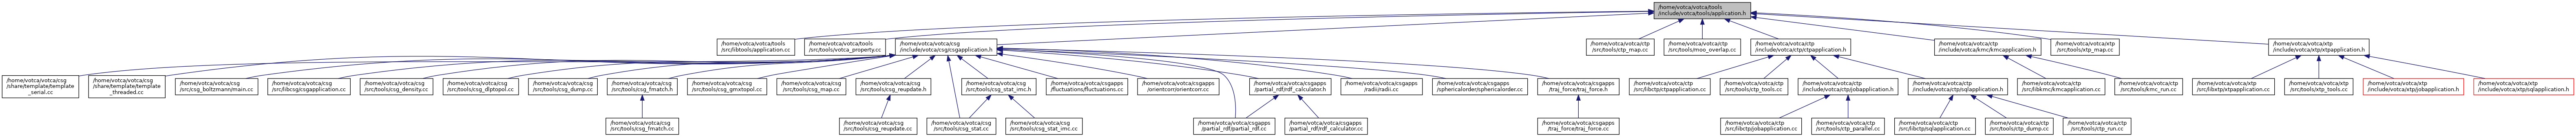 /home/votca/votca/tools
/include/votca/tools/application.h
/home/votca/votca/tools
/src/libtools/application.cc
/home/votca/votca/tools
/src/tools/votca_property.cc
/home/votca/votca/csg
/include/votca/csg/csgapplication.h
/home/votca/votca/ctp
/src/tools/ctp_map.cc
/home/votca/votca/ctp
/src/tools/moo_overlap.cc
/home/votca/votca/ctp
/include/votca/ctp/ctpapplication.h
/home/votca/votca/ctp
/include/votca/kmc/kmcapplication.h
/home/votca/votca/xtp
/src/tools/xtp_map.cc
/home/votca/votca/xtp
/include/votca/xtp/xtpapplication.h
/home/votca/votca/csg
/share/template/template
_serial.cc
/home/votca/votca/csg
/share/template/template
_threaded.cc
/home/votca/votca/csg
/src/csg_boltzmann/main.cc
/home/votca/votca/csg
/src/libcsg/csgapplication.cc
/home/votca/votca/csg
/src/tools/csg_density.cc
/home/votca/votca/csg
/src/tools/csg_dlptopol.cc
/home/votca/votca/csg
/src/tools/csg_dump.cc
/home/votca/votca/csg
/src/tools/csg_fmatch.h
/home/votca/votca/csg
/src/tools/csg_gmxtopol.cc
/home/votca/votca/csg
/src/tools/csg_map.cc
/home/votca/votca/csg
/src/tools/csg_reupdate.h
/home/votca/votca/csg
/src/tools/csg_stat_imc.h
/home/votca/votca/csgapps
/fluctuations/fluctuations.cc
/home/votca/votca/csgapps
/orientcorr/orientcorr.cc
/home/votca/votca/csgapps
/partial_rdf/rdf_calculator.h
/home/votca/votca/csgapps
/radii/radii.cc
/home/votca/votca/csgapps
/sphericalorder/sphericalorder.cc
/home/votca/votca/csgapps
/traj_force/traj_force.h
/home/votca/votca/ctp
/src/libctp/ctpapplication.cc
/home/votca/votca/ctp
/src/tools/ctp_tools.cc
/home/votca/votca/ctp
/include/votca/ctp/jobapplication.h
/home/votca/votca/ctp
/include/votca/ctp/sqlapplication.h
/home/votca/votca/ctp
/src/libkmc/kmcapplication.cc
/home/votca/votca/ctp
/src/tools/kmc_run.cc
/home/votca/votca/xtp
/src/libxtp/xtpapplication.cc
/home/votca/votca/xtp
/src/tools/xtp_tools.cc
/home/votca/votca/xtp
/include/votca/xtp/jobapplication.h
/home/votca/votca/xtp
/include/votca/xtp/sqlapplication.h
/home/votca/votca/csg
/src/tools/csg_fmatch.cc
/home/votca/votca/csg
/src/tools/csg_reupdate.cc
/home/votca/votca/csg
/src/tools/csg_stat.cc
/home/votca/votca/csg
/src/tools/csg_stat_imc.cc
/home/votca/votca/csgapps
/partial_rdf/partial_rdf.cc
/home/votca/votca/csgapps
/partial_rdf/rdf_calculator.cc
/home/votca/votca/csgapps
/traj_force/traj_force.cc
/home/votca/votca/ctp
/src/libctp/jobapplication.cc
/home/votca/votca/ctp
/src/tools/ctp_parallel.cc
/home/votca/votca/ctp
/src/libctp/sqlapplication.cc
/home/votca/votca/ctp
/src/tools/ctp_dump.cc
/home/votca/votca/ctp
/src/tools/ctp_run.cc